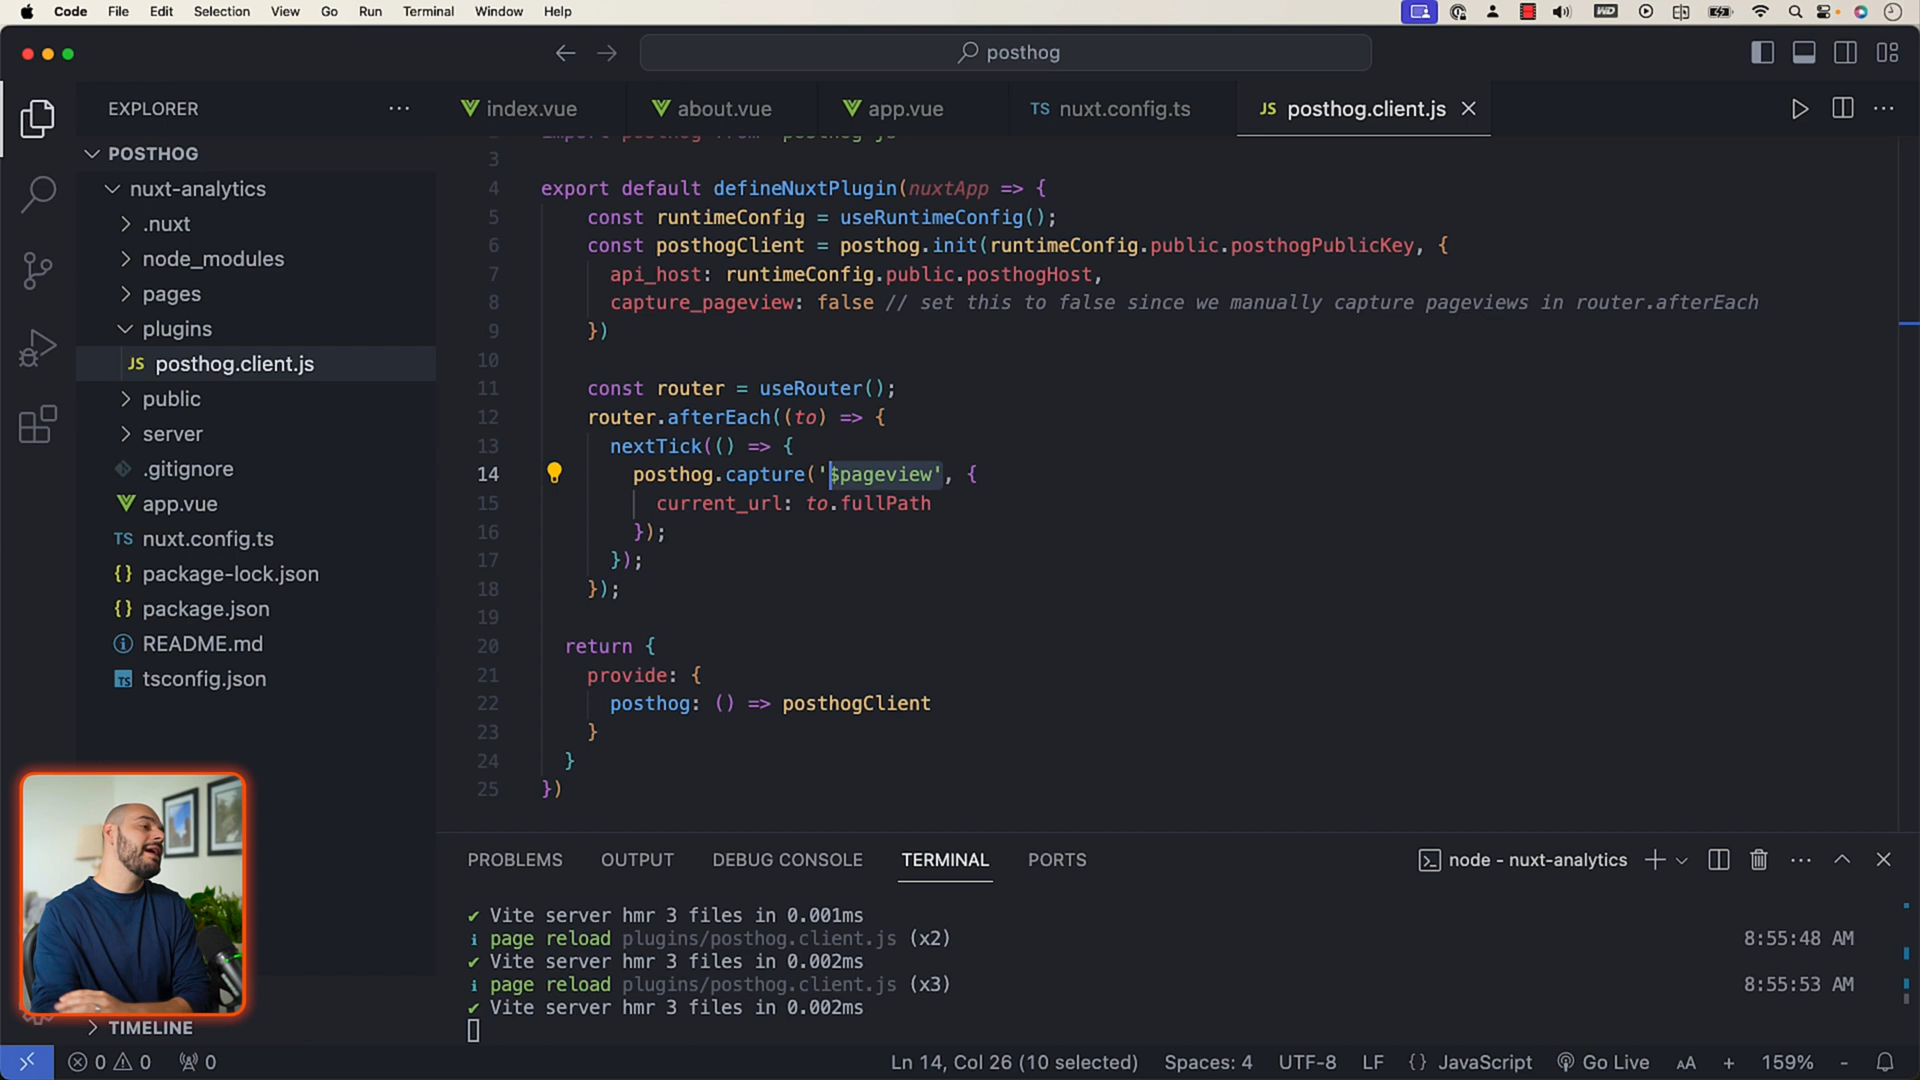 Code File Edit Selection View Go Run Terminal Window Help
posthog
EXPLORER
index.vue
about.vue
app.vue
TS nuxt.config.ts
JS posthog.client.js
POSTHOG
nuxt-analytics
.nuxt
node_modules
pages
plugins
JS posthog.client.js
public
server
.gitignore
app.vue
TS nuxt.config.ts
{} package-lock.json
{} package.json
README.md
TS tsconfig.json
TIMELINE
3
4 export default defineNuxtPlugin(nuxtApp => {
5 const runtimeConfig = useRuntimeConfig();
6 const posthogClient = posthog.init(runtimeConfig.public.posthogPublicKey, {
7 api_host: runtimeConfig.public.posthogHost,
8 capture_pageview: false // set this to false since we manually capture pageviews in router.afterEach
9 })
10
11 const router = useRouter();
12 router.afterEach((to) => {
13 nextTick(() => {
14 posthog.capture('$pageview', {
15 current_url: to.fullPath
16 });
17 });
18 });
19
20 return {
21 provide: {
22 posthog: () => posthogClient
23 }
24 }
25 })
PROBLEMS OUTPUT DEBUG CONSOLE TERMINAL PORTS
node - nuxt-analytics
✔ Vite server hmr 3 files in 0.001ms
ℹ page reload plugins/posthog.client.js (x2) 8:55:48 AM
✔ Vite server hmr 3 files in 0.002ms
ℹ page reload plugins/posthog.client.js (x3) 8:55:53 AM
✔ Vite server hmr 3 files in 0.002ms
0 0 0
Ln 14, Col 26 (10 selected) Spaces: 4 UTF-8 LF {} JavaScript Go Live AA + 159% -